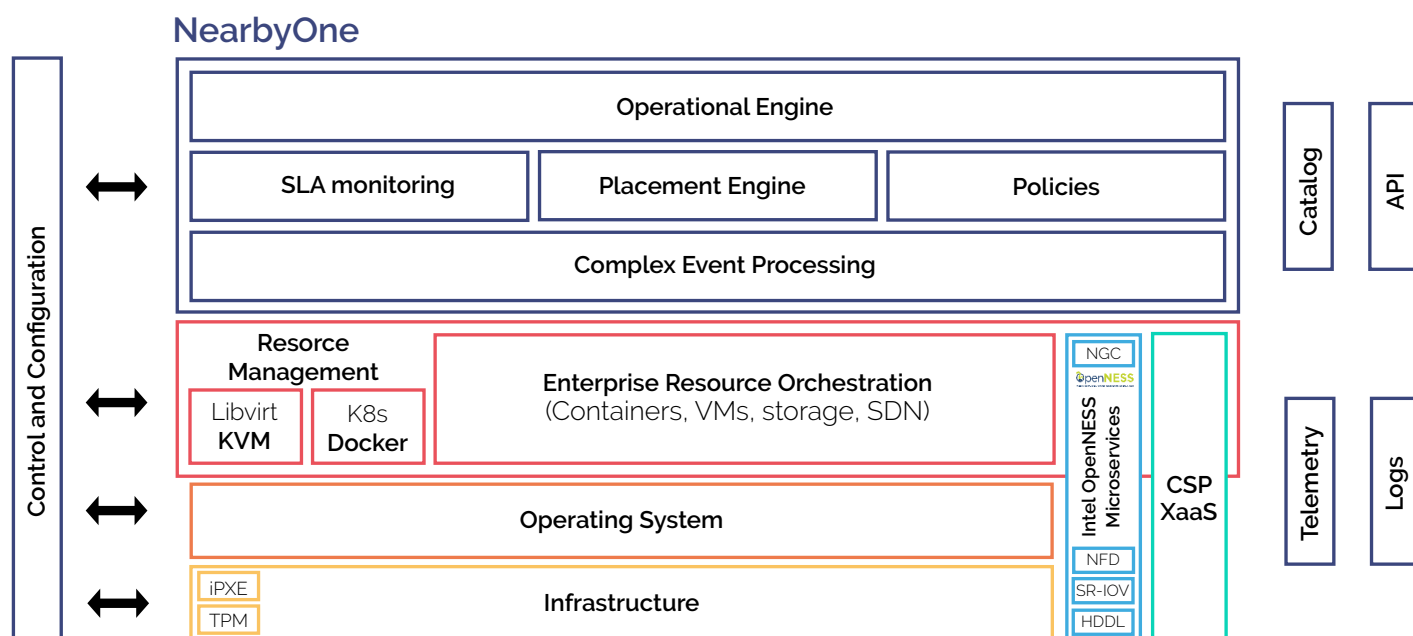 NearbyOne
Control and Configuration
Operational Engine
SLA monitoring
Placement Engine
Policies
Complex Event Processing
Catalog
API
Resorce
Management
Libvirt
KVM
K8s
Docker
Enterprise Resource Orchestration
(Containers, VMs, storage, SDN)
NGC
OpenNESS
Intel OpenNESS
Microservices
NFD
SR-IOV
HDDL
CSP
XaaS
Telemetry
Logs
Operating System
iPXE
TPM
Infrastructure